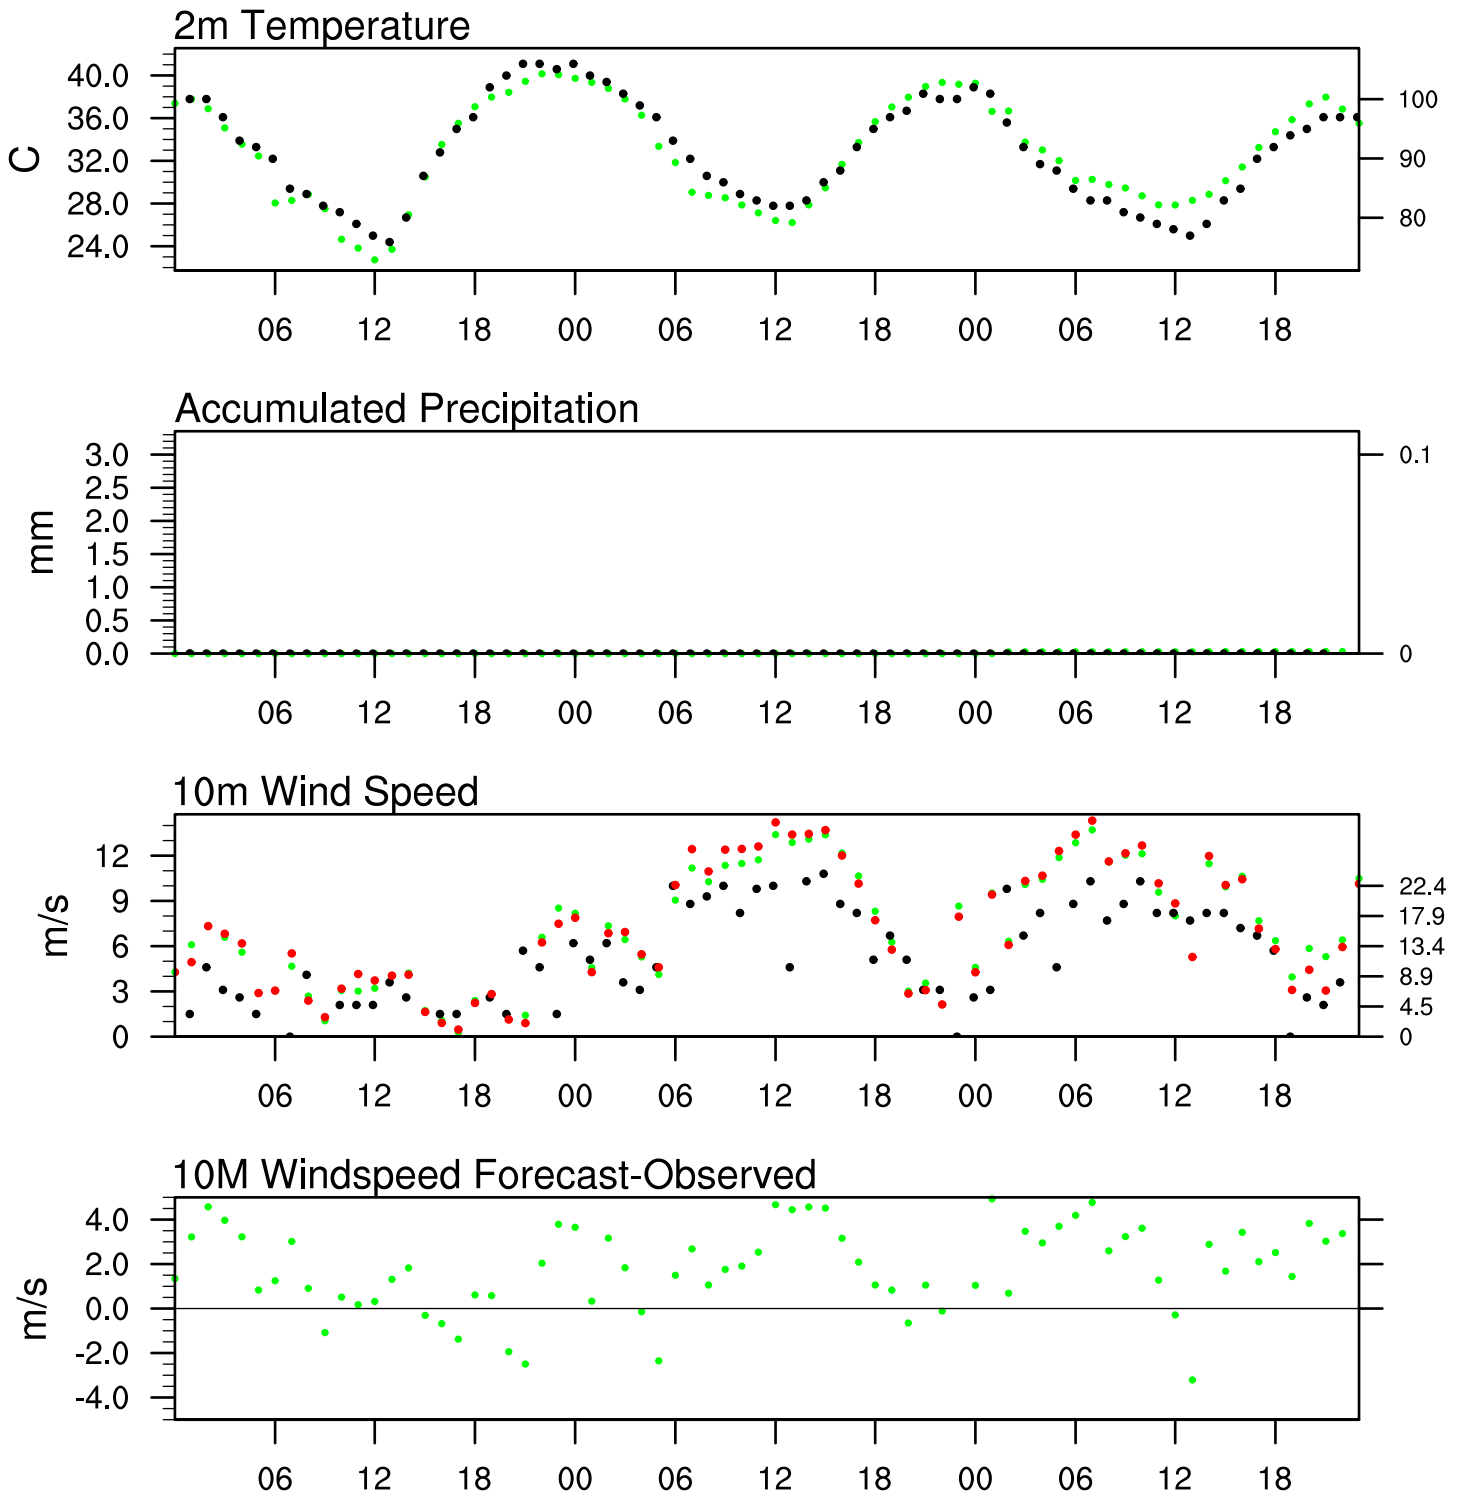 2m Temperature
C
40.0
36.0
32.0
28.0
24.0
100
90
80
06 12 18 00 06 12 18 00 06 12 18
Accumulated Precipitation
mm
3.0
2.5
2.0
1.5
1.0
0.5
0.0
0.1
0
06 12 18 00 06 12 18 00 06 12 18
10m Wind Speed
m/s
12
9
6
3
0
22.4
17.9
13.4
8.9
4.5
0
06 12 18 00 06 12 18 00 06 12 18
10M Windspeed Forecast-Observed
m/s
4.0
2.0
0.0
-2.0
-4.0
06 12 18 00 06 12 18 00 06 12 18